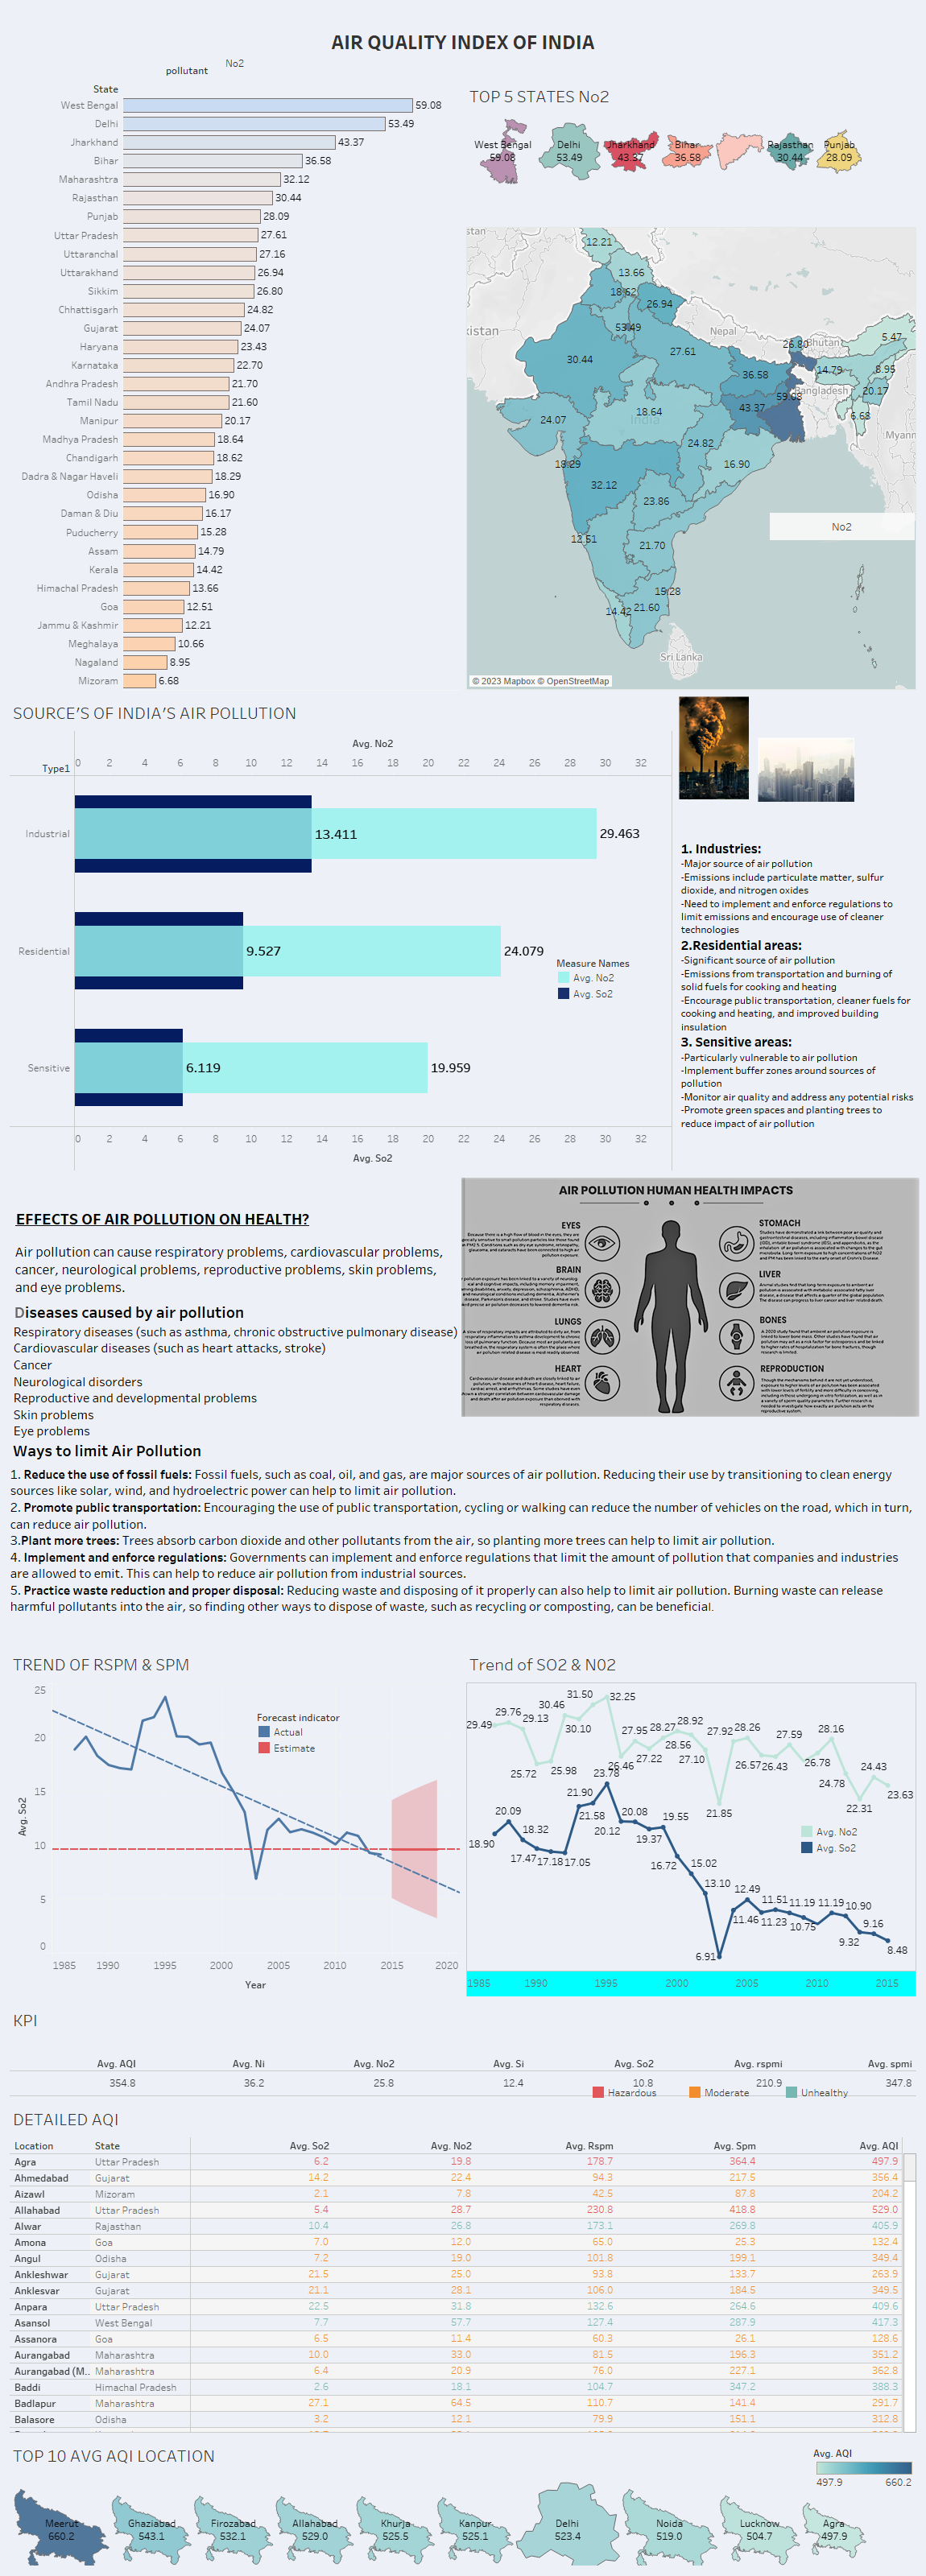 AIR QUALITY INDEX OF INDIA
pollutant No2
State
West Bengal 59.08
Delhi 53.49
Jharkhand 43.37
Bihar 36.58
Maharashtra 32.12
Rajasthan 30.44
Punjab 28.09
Uttar Pradesh 27.61
Uttaranchal 27.16
Uttarakhand 26.94
Sikkim 26.80
Chhattisgarh 24.82
Gujarat 24.07
Haryana 23.43
Karnataka 22.70
Andhra Pradesh 21.70
Tamil Nadu 21.60
Manipur 20.17
Madhya Pradesh 18.64
Chandigarh 18.62
Dadra & Nagar Haveli 18.29
Odisha 16.90
Daman & Diu 16.17
Puducherry 15.28
Assam 14.79
Kerala 14.42
Himachal Pradesh 13.66
Goa 12.51
Jammu & Kashmir 12.21
Meghalaya 10.66
Nagaland 8.95
Mizoram 6.68
TOP 5 STATES No2
West Bengal Delhi Jharkhand Bihar Rajasthan Punjab
59.08 53.49 43.37 36.58 30.44 28.09
stan
12.21
13.66
18.62
26.94
kistan
53.49
Nepal
26.80 Bhutan
5.47
30.44
27.61
36.58
14.79
8.95
59.08
Bangladesh
20.17
43.37
6.68
24.07
18.64
India
Myanm
24.82
18.29
16.90
32.12
23.86
No2
12.51
21.70
15.28
14.42 21.60
Sri Lanka
© 2023 Mapbox © OpenStreetMap
SOURCE'S OF INDIA'S AIR POLLUTION
Avg. No2
Type1
0 2 4 6 8 10 12 14 16 18 20 22 24 26 28 30 32
Industrial 13.411 29.463
Residential 9.527 24.079
Measure Names
Avg. No2
Avg. So2
Sensitive 6.119 19.959
0 2 4 6 8 10 12 14 16 18 20 22 24 26 28 30 32
Avg. So2
1. Industries:
-Major source of air pollution
-Emissions include particulate matter, sulfur
dioxide, and nitrogen oxides
-Need to implement and enforce regulations to
limit emissions and encourage use of cleaner
technologies
2.Residential areas:
-Significant source of air pollution
-Emissions from transportation and burning of
solid fuels for cooking and heating
-Encourage public transportation, cleaner fuels for
cooking and heating, and improved building
insulation
3. Sensitive areas:
-Particularly vulnerable to air pollution
-Implement buffer zones around sources of
pollution
-Monitor air quality and address any potential risks
-Promote green spaces and planting trees to
reduce impact of air pollution
EFFECTS OF AIR POLLUTION ON HEALTH?
Air pollution can cause respiratory problems, cardiovascular problems,
cancer, neurological problems, reproductive problems, skin problems,
and eye problems.
Diseases caused by air pollution
Respiratory diseases (such as asthma, chronic obstructive pulmonary disease)
Cardiovascular diseases (such as heart attacks, stroke)
Cancer
Neurological disorders
Reproductive and developmental problems
Skin problems
Eye problems
AIR POLLUTION HUMAN HEALTH IMPACTS
EYES
BRAIN
LUNGS
HEART
STOMACH
LIVER
BONES
REPRODUCTION
Ways to limit Air Pollution
1. Reduce the use of fossil fuels: Fossil fuels, such as coal, oil, and gas, are major sources of air pollution. Reducing their use by transitioning to clean energy
sources like solar, wind, and hydroelectric power can help to limit air pollution.
2. Promote public transportation: Encouraging the use of public transportation, cycling or walking can reduce the number of vehicles on the road, which in turn,
can reduce air pollution.
3.Plant more trees: Trees absorb carbon dioxide and other pollutants from the air, so planting more trees can help to limit air pollution.
4. Implement and enforce regulations: Governments can implement and enforce regulations that limit the amount of pollution that companies and industries
are allowed to emit. This can help to reduce air pollution from industrial sources.
5. Practice waste reduction and proper disposal: Reducing waste and disposing of it properly can also help to limit air pollution. Burning waste can release
harmful pollutants into the air, so finding other ways to dispose of waste, such as recycling or composting, can be beneficial.
TREND OF RSPM & SPM
25
20
15
10
5
0
Avg. So2
Forecast indicator
Actual
Estimate
1985 1990 1995 2000 2005 2010 2015 2020
Year
Trend of SO2 & N02
29.49 29.76 29.13 25.72 25.98 30.46 30.10 31.50 32.25 26.46 27.95 27.22 28.27 28.56 28.92 27.10 27.92 21.85 28.26 26.57 26.43 27.59 26.78 28.16 24.78 22.31 24.43 23.63
18.90 20.09 18.32 17.47 17.18 17.05 21.90 21.58 23.78 20.12 20.08 19.37 19.55 16.72 15.02 13.10 6.91 11.46 12.49 11.23 11.51 11.19 10.75 11.19 10.90 9.32 9.16 8.48
Avg. No2
Avg. So2
1985 1990 1995 2000 2005 2010 2015
KPI
Avg. AQI Avg. Ni Avg. No2 Avg. Si Avg. So2 Avg. rspmi Avg. spmi
354.8 36.2 25.8 12.4 10.8 210.9 347.8
Hazardous Moderate Unhealthy
DETAILED AQI
Location State Avg. So2 Avg. No2 Avg. Rspm Avg. Spm Avg. AQI
Agra Uttar Pradesh 6.2 19.8 178.7 364.4 497.9
Ahmedabad Gujarat 14.2 22.4 94.3 217.5 356.4
Aizawl Mizoram 2.1 7.8 42.5 87.8 204.2
Allahabad Uttar Pradesh 5.4 28.7 230.8 418.8 529.0
Alwar Rajasthan 10.4 26.8 173.1 269.8 405.9
Amona Goa 7.0 12.0 65.0 25.3 132.4
Angul Odisha 7.2 19.0 101.8 199.1 349.4
Ankleshwar Gujarat 21.5 25.0 93.8 133.7 263.9
Anklesvar Gujarat 21.1 28.1 106.0 184.5 349.5
Anpara Uttar Pradesh 22.5 31.8 132.6 264.6 409.6
Asansol West Bengal 7.7 57.7 127.4 287.9 417.3
Assanora Goa 6.5 11.4 60.3 26.1 128.6
Aurangabad Maharashtra 10.0 33.0 81.5 196.3 351.2
Aurangabad (M.. Maharashtra 6.4 20.9 76.0 227.1 362.8
Baddi Himachal Pradesh 2.6 18.1 104.7 347.2 388.3
Badlapur Maharashtra 27.1 64.5 110.7 141.4 291.7
Balasore Odisha 3.2 12.1 79.9 151.1 312.8
TOP 10 AVG AQI LOCATION
Avg. AQI
497.9 660.2
Meerut Ghaziabad Firozabad Allahabad Khurja Kanpur Delhi Noida Lucknow Agra
660.2 543.1 532.1 529.0 525.5 525.1 523.4 519.0 504.7 497.9